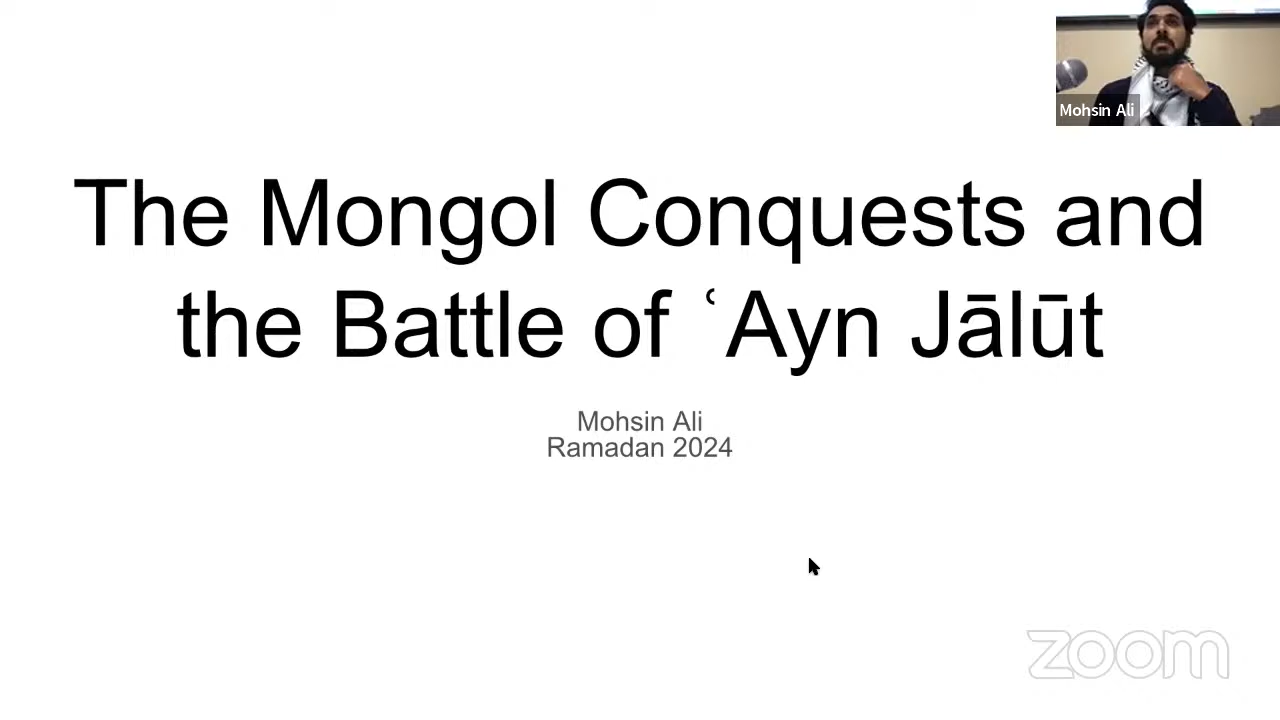 Mohsin Ali
The Mongol Conquests and
the Battle of ʿAyn Jālūt
Mohsin Ali
Ramadan 2024
zoom